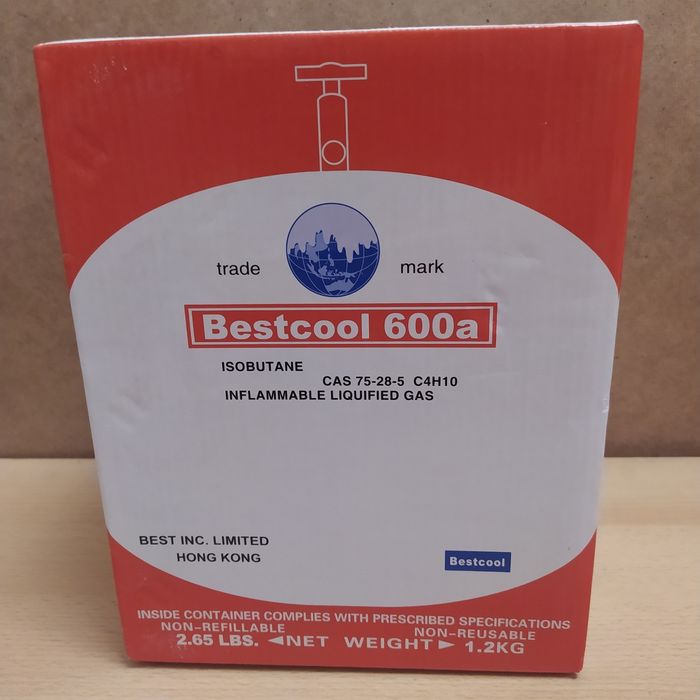 trade mark
Bestcool 600a
ISOBUTANE
CAS 75-28-5 C4H10
INFLAMMABLE LIQUIFIED GAS
BEST INC. LIMITED
HONG KONG
Bestcool
INSIDE CONTAINER COMPLIES WITH PRESCRIBED SPECIFICATIONS
NON-REFILLABLE NON-REUSABLE
2.65 LBS. ◄NET WEIGHT► 1.2KG